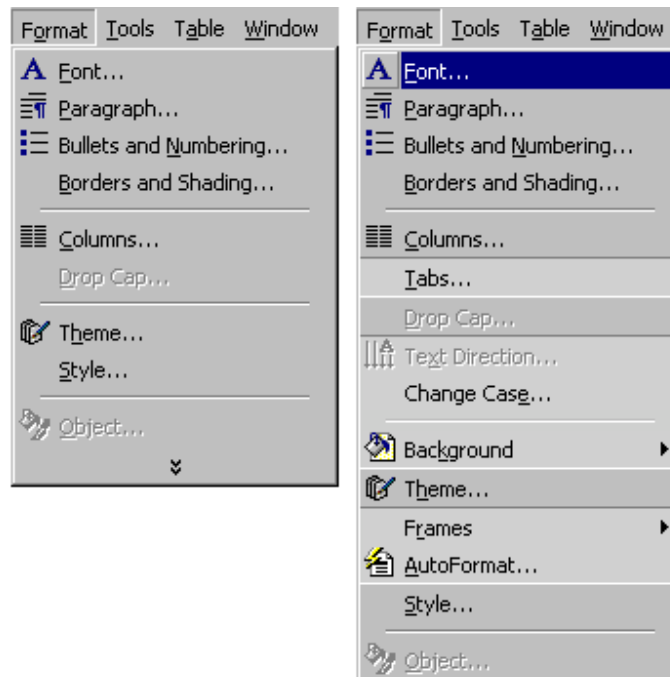 Format Tools Table Window
Font...
Paragraph...
Bullets and Numbering...
Borders and Shading...
Columns...
Drop Cap...
Theme...
Style...
Object...
Format Tools Table Window
Font...
Paragraph...
Bullets and Numbering...
Borders and Shading...
Columns...
Tabs...
Drop Cap...
Text Direction...
Change Case...
Background
Theme...
Frames
AutoFormat...
Style...
Object...